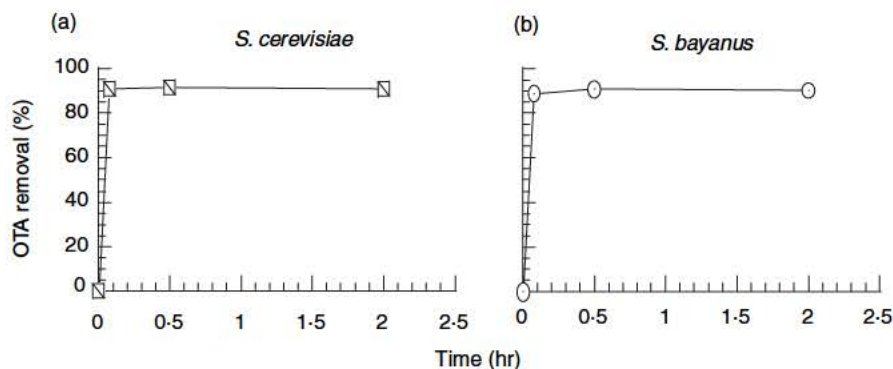 (a)
S. cerevisiae
(b)
S. bayanus
OTA removal (%)
100
80
60
40
20
0
0 0·5 1 1·5 2 2·5
0 0·5 1 1·5 2 2·5
Time (hr)